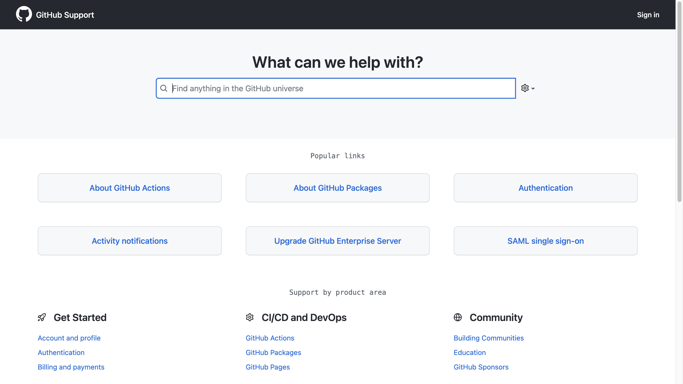 GitHub Support
Sign in
What can we help with?
Find anything in the GitHub universe
Popular links
About GitHub Actions
About GitHub Packages
Authentication
Activity notifications
Upgrade GitHub Enterprise Server
SAML single sign-on
Support by product area
Get Started
Account and profile
Authentication
Billing and payments
CI/CD and DevOps
GitHub Actions
GitHub Packages
GitHub Pages
Community
Building Communities
Education
GitHub Sponsors